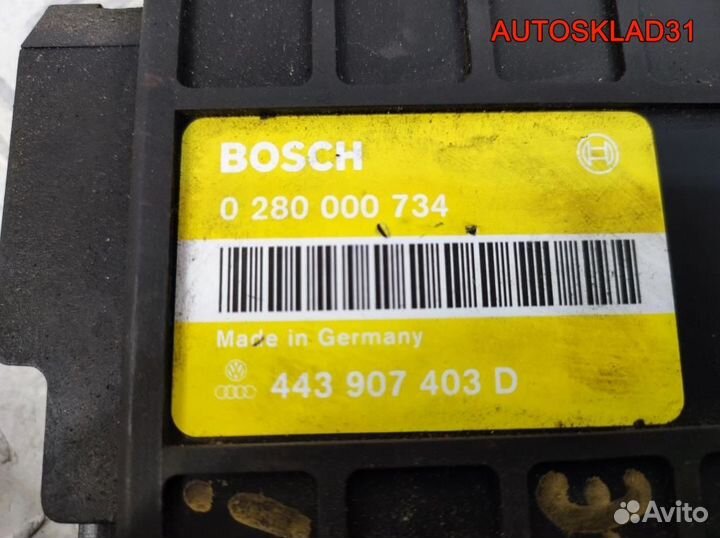 AUTOSKLAD31
BOSCH
0 280 000 734
Made in Germany
443 907 403 D
Avito